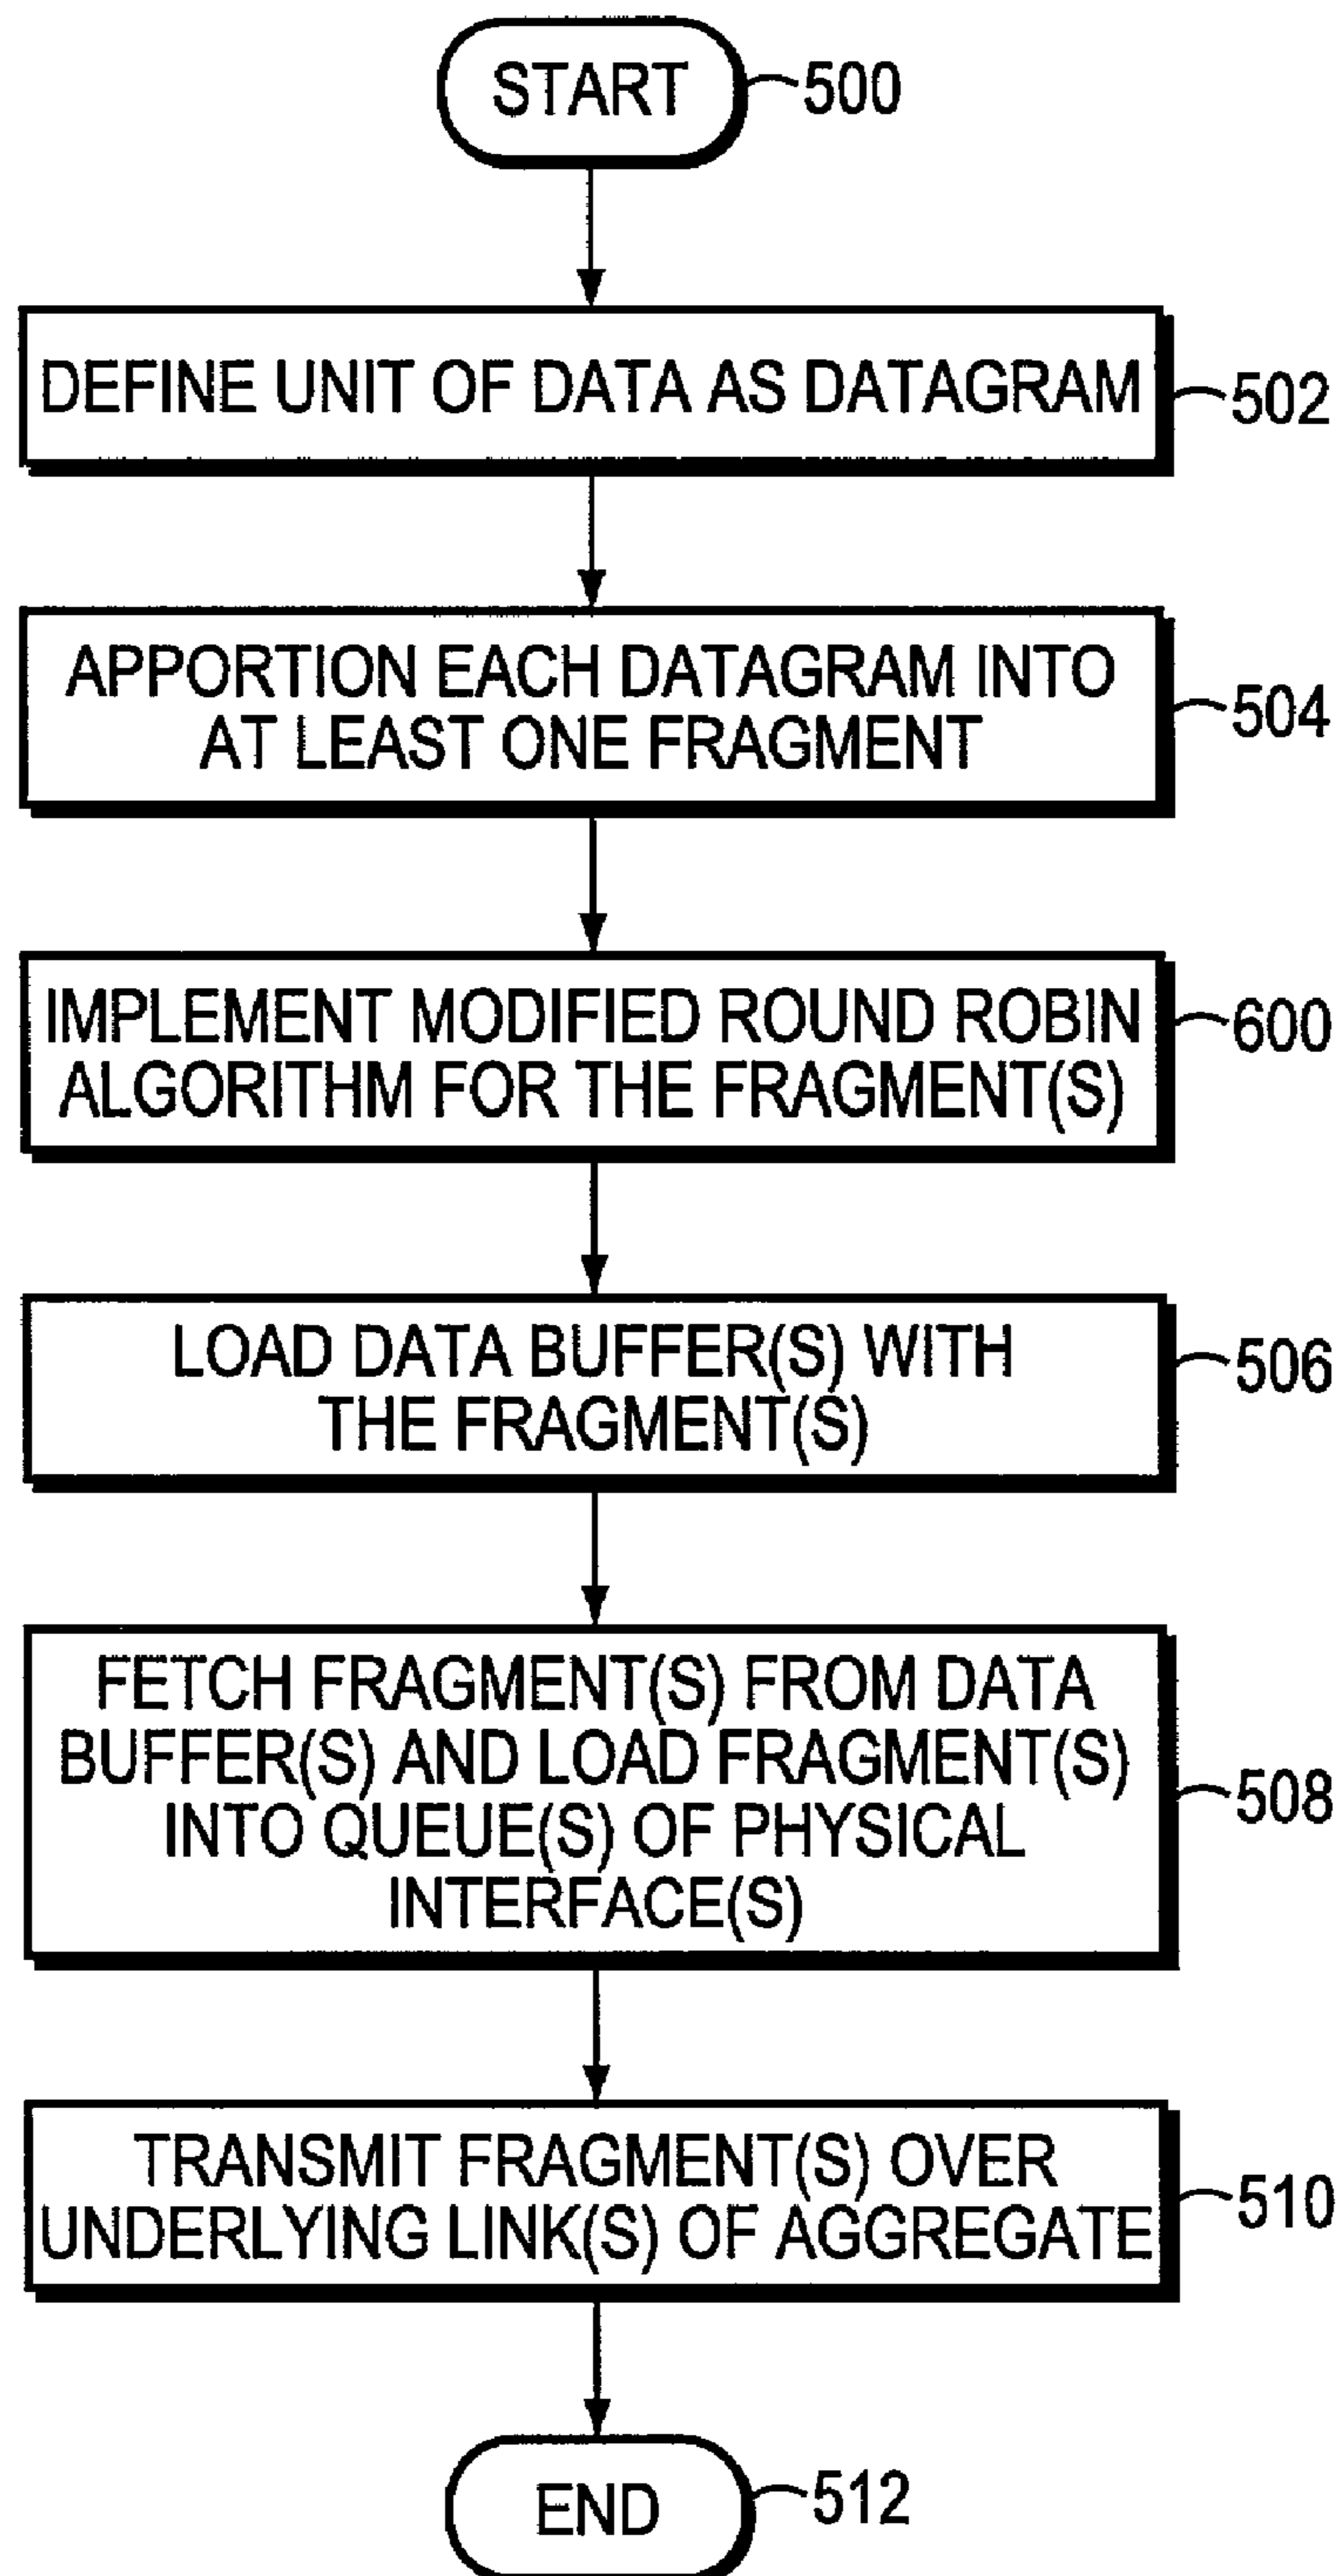 START
500
DEFINE UNIT OF DATA AS DATAGRAM
502
APPORTION EACH DATAGRAM INTO
AT LEAST ONE FRAGMENT
504
IMPLEMENT MODIFIED ROUND ROBIN
ALGORITHM FOR THE FRAGMENT(S)
600
LOAD DATA BUFFER(S) WITH
THE FRAGMENT(S)
506
FETCH FRAGMENT(S) FROM DATA
BUFFER(S) AND LOAD FRAGMENT(S)
INTO QUEUE(S) OF PHYSICAL
INTERFACE(S)
508
TRANSMIT FRAGMENT(S) OVER
UNDERLYING LINK(S) OF AGGREGATE
510
END
512